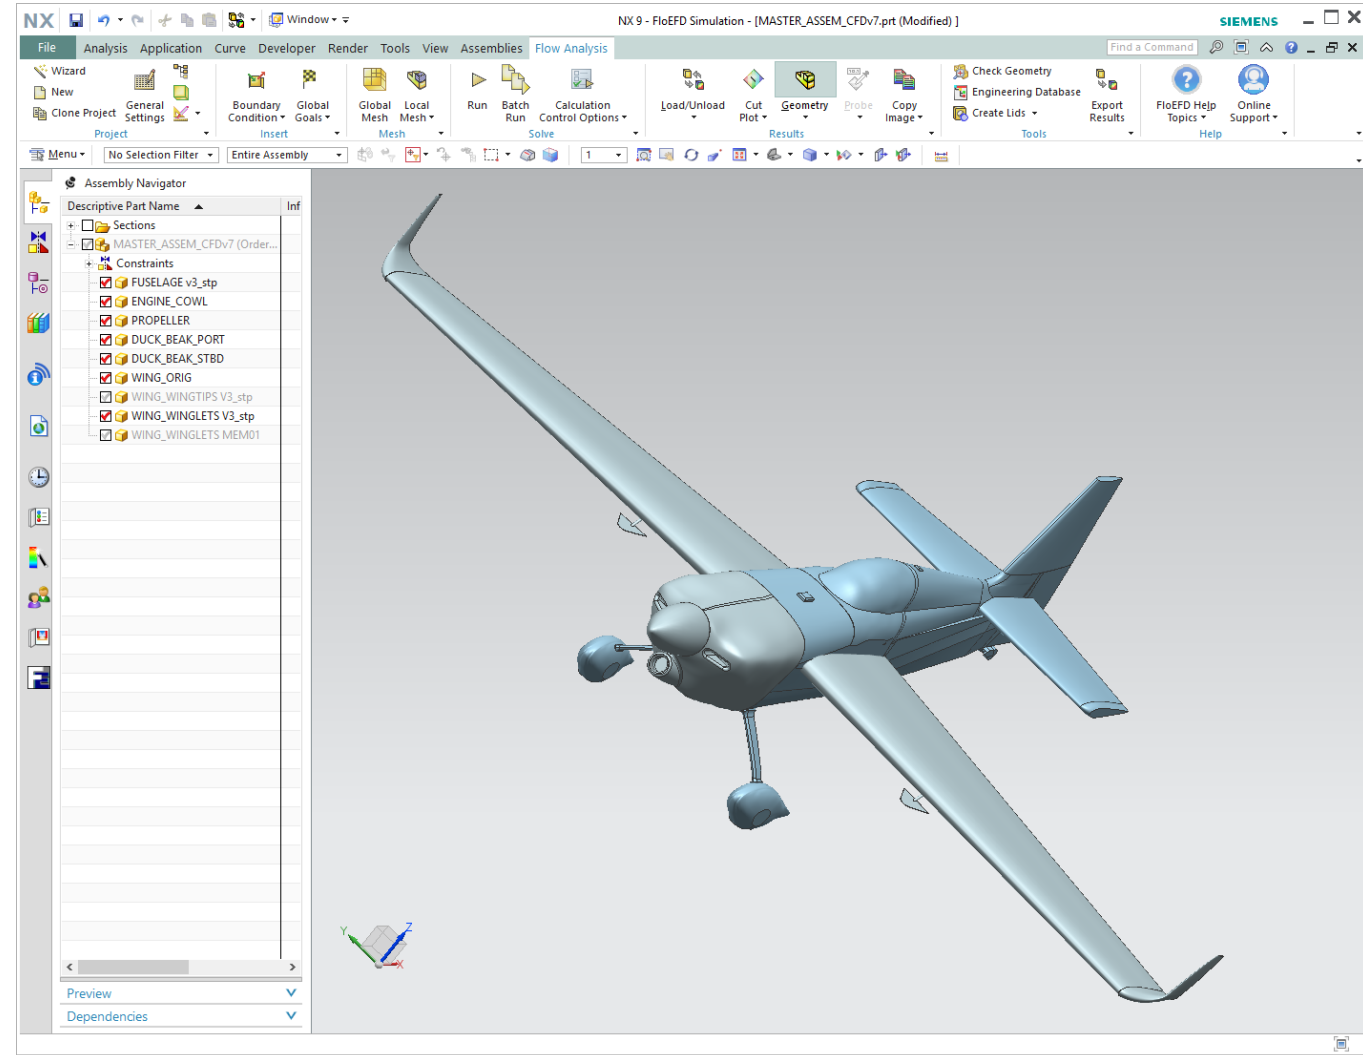 NX Window NX 9 - FloEFD Simulation - [MASTER_ASSEM_CFDv7.prt (Modified) ] SIEMENS
File Analysis Application Curve Developer Render Tools View Assemblies Flow Analysis Find a Command
Wizard
New
Clone Project
General Settings
Project
Boundary Condition
Global Goals
Insert
Global Mesh
Local Mesh
Mesh
Run
Batch Run
Calculation Control Options
Solve
Load/Unload
Cut Plot
Geometry
Probe
Copy Image
Results
Check Geometry
Engineering Database
Create Lids
Export Results
Tools
FloEFD Help Topics
Online Support
Help
Menu No Selection Filter Entire Assembly 1
Assembly Navigator
Descriptive Part Name Inf
Sections
MASTER_ASSEM_CFDv7 (Order...
Constraints
FUSELAGE v3_stp
ENGINE_COWL
PROPELLER
DUCK_BEAK_PORT
DUCK_BEAK_STBD
WING_ORIG
WING_WINGTIPS V3_stp
WING_WINGLETS V3_stp
WING_WINGLETS MEM01
Y
Z
X
Preview
Dependencies